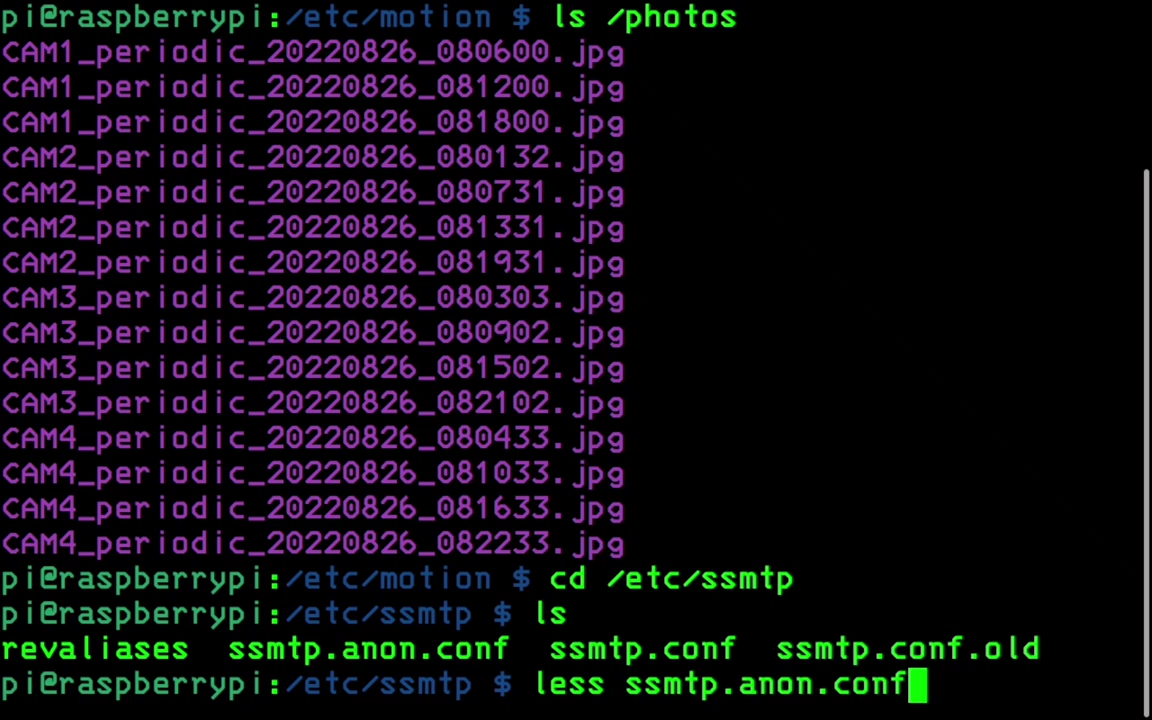 pi@raspberrypi:/etc/motion $ ls /photos
CAM1_periodic_20220826_080600.jpg
CAM1_periodic_20220826_081200.jpg
CAM1_periodic_20220826_081800.jpg
CAM2_periodic_20220826_080132.jpg
CAM2_periodic_20220826_080731.jpg
CAM2_periodic_20220826_081331.jpg
CAM2_periodic_20220826_081931.jpg
CAM3_periodic_20220826_080303.jpg
CAM3_periodic_20220826_080902.jpg
CAM3_periodic_20220826_081502.jpg
CAM3_periodic_20220826_082102.jpg
CAM4_periodic_20220826_080433.jpg
CAM4_periodic_20220826_081033.jpg
CAM4_periodic_20220826_081633.jpg
CAM4_periodic_20220826_082233.jpg
pi@raspberrypi:/etc/motion $ cd /etc/ssmtp
pi@raspberrypi:/etc/ssmtp $ ls
revaliases  ssmtp.anon.conf  ssmtp.conf  ssmtp.conf.old
pi@raspberrypi:/etc/ssmtp $ less ssmtp.anon.conf